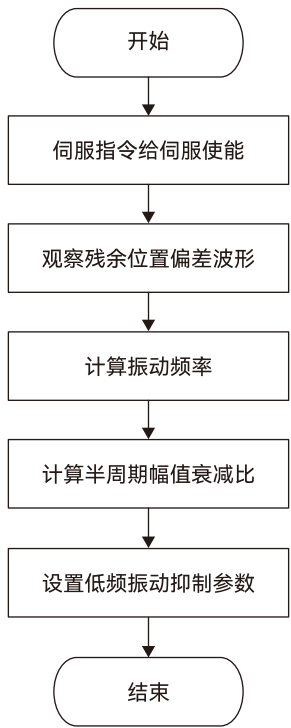 开始
伺服指令给伺服使能
观察残余位置偏差波形
计算振动频率
计算半周期幅值衰减比
设置低频振动抑制参数
结束